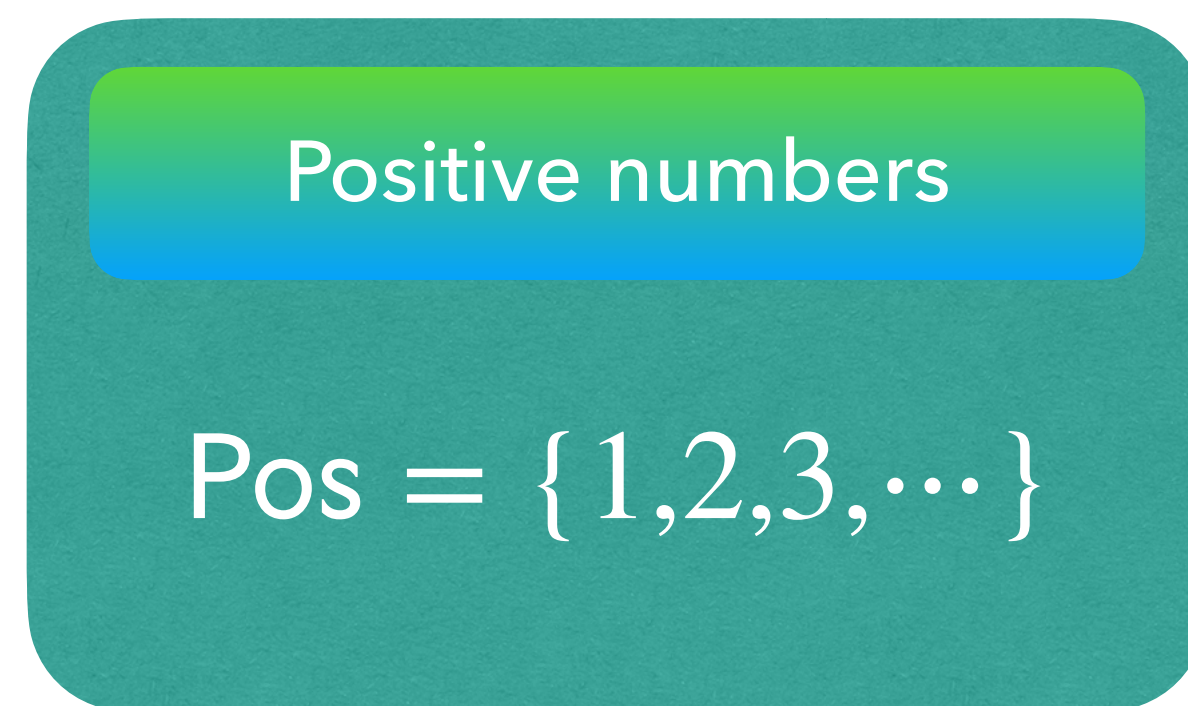 Positive numbers
Pos = {1,2,3,⋯}